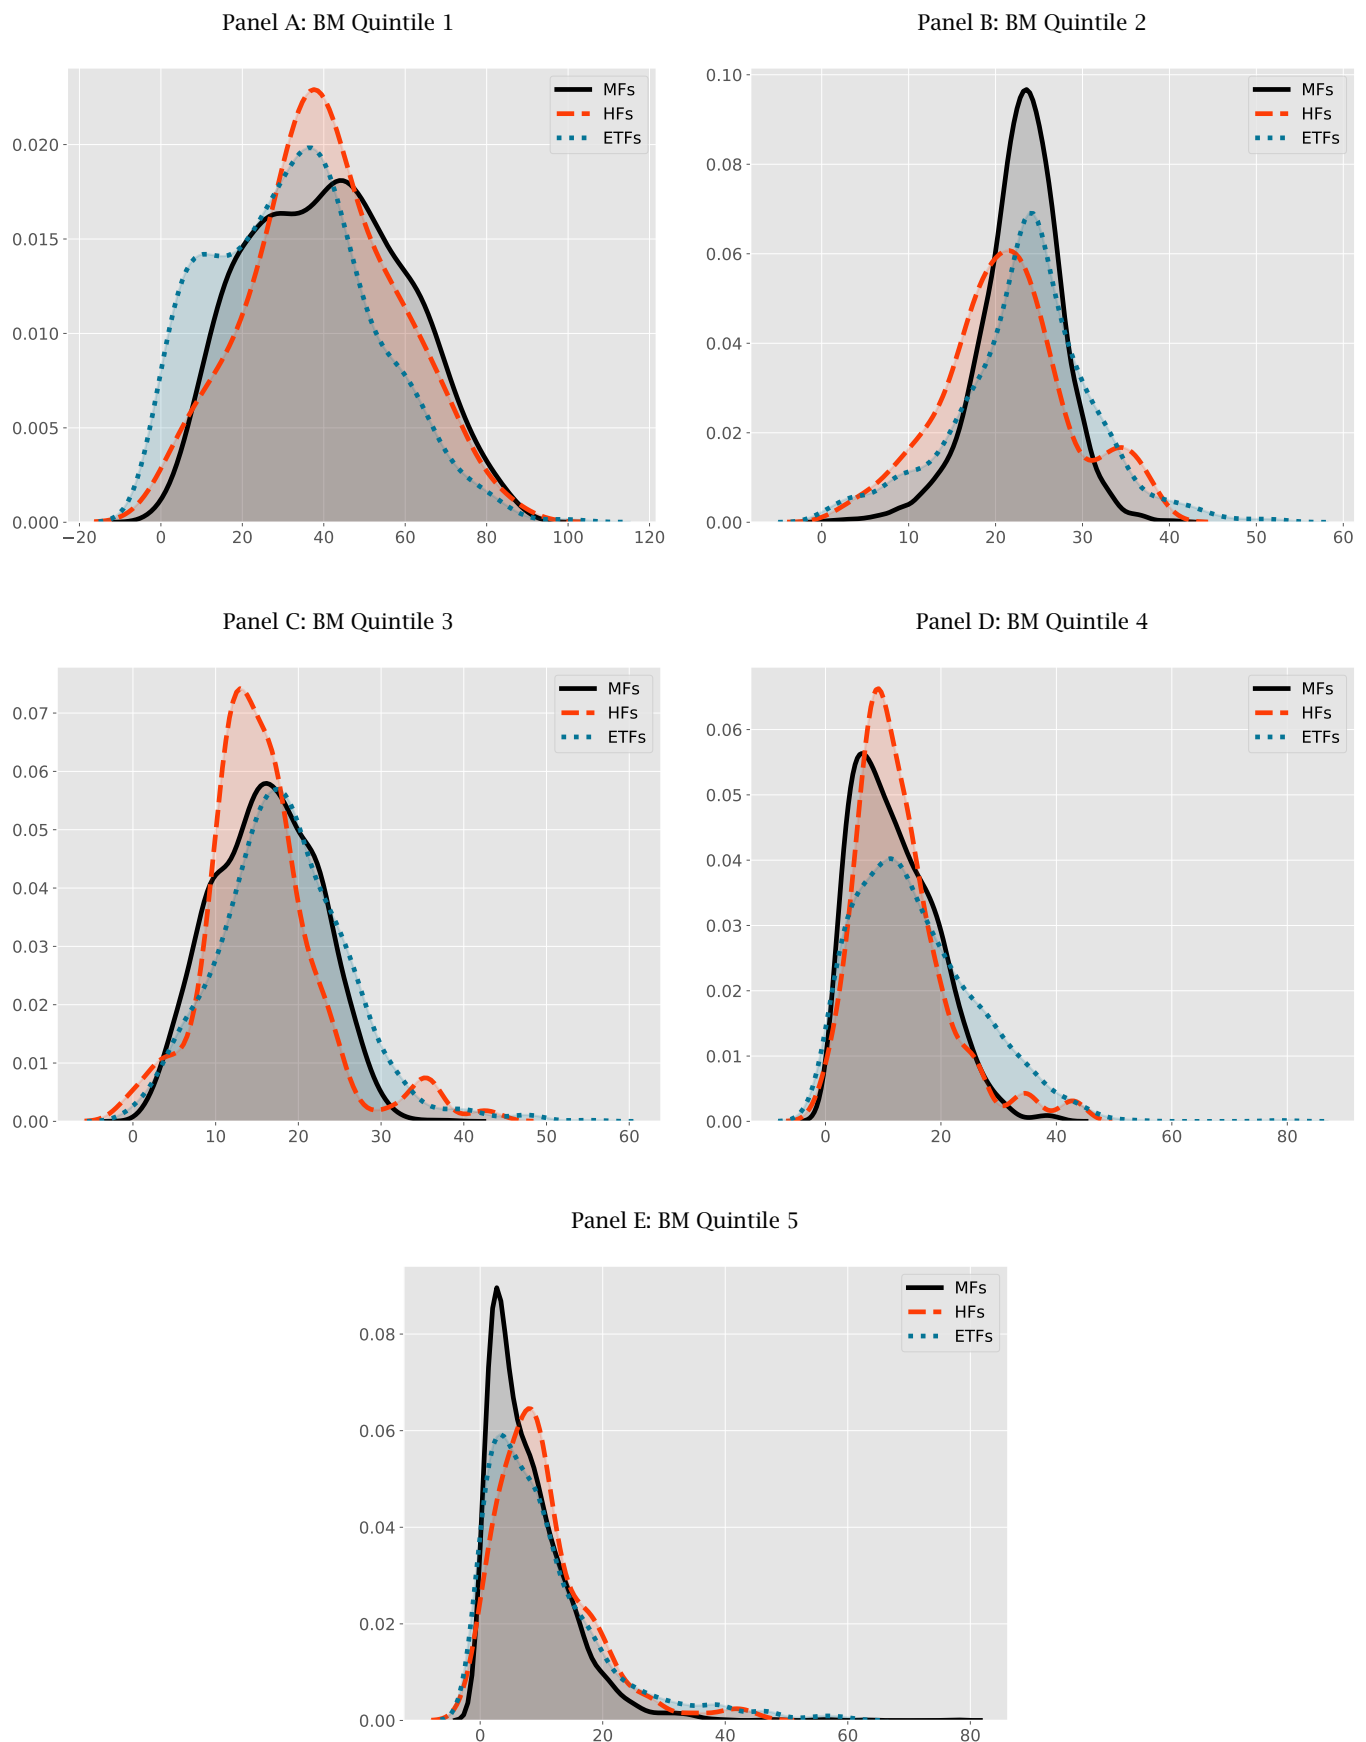 Panel A: BM Quintile 1
MFs
HFs
ETFs
0.020
0.015
0.010
0.005
0.000
−20 0 20 40 60 80 100 120
Panel B: BM Quintile 2
MFs
HFs
ETFs
0.10
0.08
0.06
0.04
0.02
0.00
0 10 20 30 40 50 60
Panel C: BM Quintile 3
MFs
HFs
ETFs
0.07
0.06
0.05
0.04
0.03
0.02
0.01
0.00
0 10 20 30 40 50 60
Panel D: BM Quintile 4
MFs
HFs
ETFs
0.06
0.05
0.04
0.03
0.02
0.01
0.00
0 20 40 60 80
Panel E: BM Quintile 5
MFs
HFs
ETFs
0.08
0.06
0.04
0.02
0.00
0 20 40 60 80